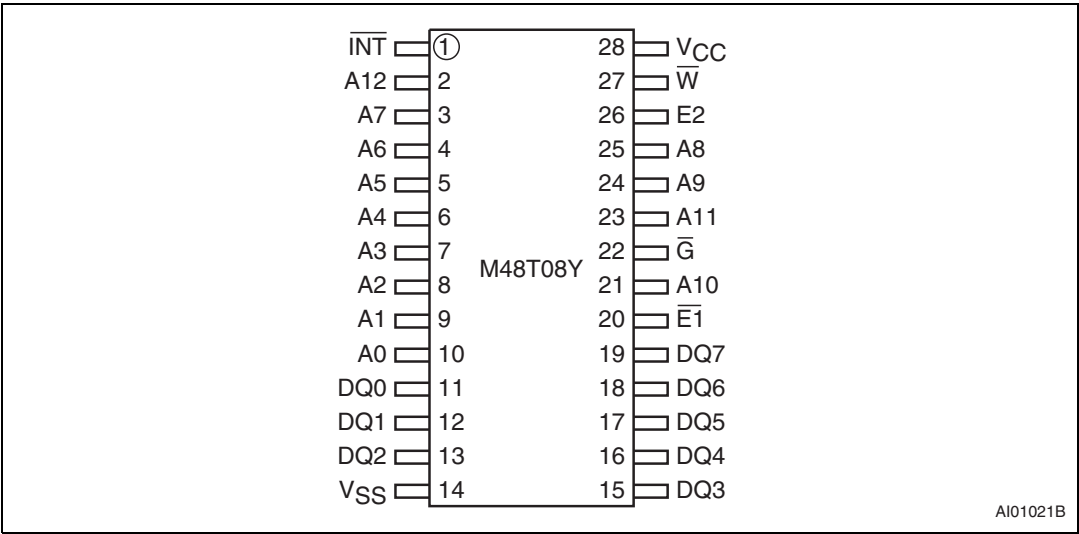 I̅N̅T̅ 1 28 VCC
A12 2 27 W̅
A7 3 26 E2
A6 4 25 A8
A5 5 24 A9
A4 6 23 A11
A3 7 22 G̅
M48T08Y
A2 8 21 A10
A1 9 20 E̅1̅
A0 10 19 DQ7
DQ0 11 18 DQ6
DQ1 12 17 DQ5
DQ2 13 16 DQ4
VSS 14 15 DQ3
AI01021B